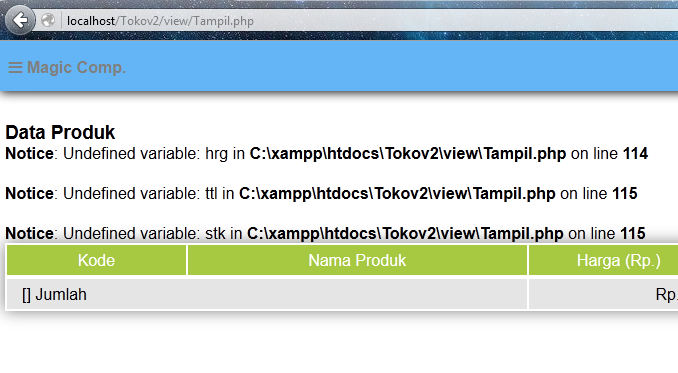 localhost/Tokov2/view/Tampil.php
Magic Comp.
Data Produk
Notice: Undefined variable: hrg in C:\xampp\htdocs\Tokov2\view\Tampil.php on line 114
Notice: Undefined variable: ttl in C:\xampp\htdocs\Tokov2\view\Tampil.php on line 115
Notice: Undefined variable: stk in C:\xampp\htdocs\Tokov2\view\Tampil.php on line 115
Kode Nama Produk Harga (Rp.)
[] Jumlah Rp.